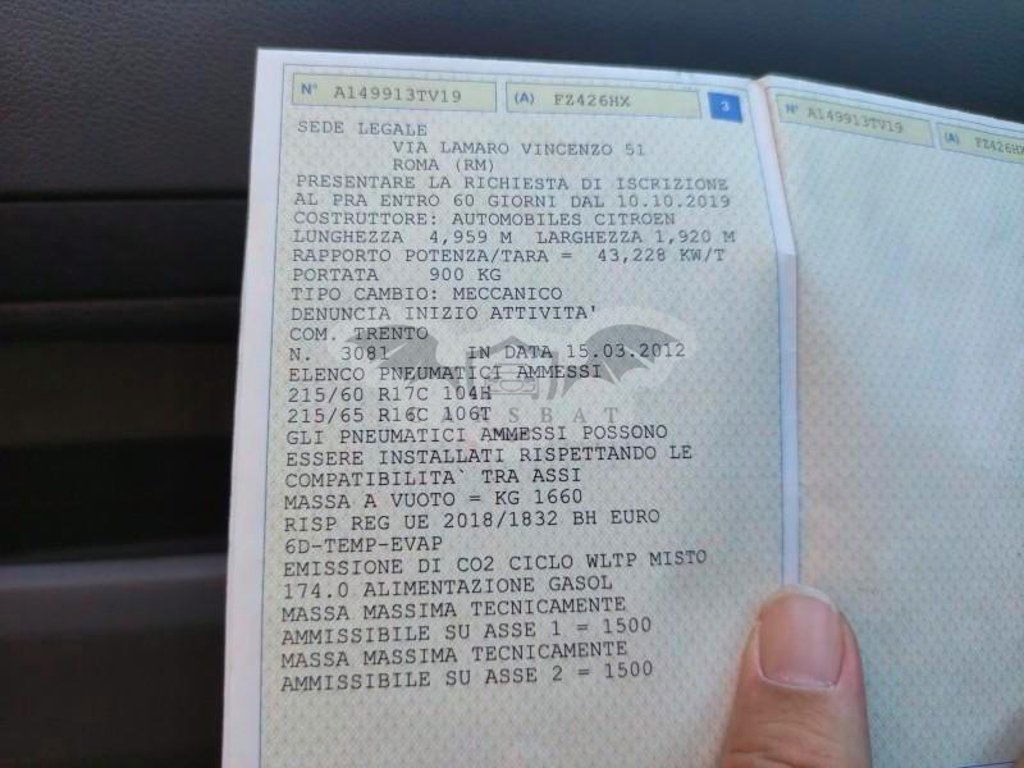 N° A149913TV19 (A) FZ426HX 3
SEDE LEGALE
VIA LAMARO VINCENZO 51
ROMA (RM)
PRESENTARE LA RICHIESTA DI ISCRIZIONE
AL PRA ENTRO 60 GIORNI DAL 10.10.2019
COSTRUTTORE: AUTOMOBILES CITROEN
LUNGHEZZA 4,959 M LARGHEZZA 1,920 M
RAPPORTO POTENZA/TARA = 43,228 KW/T
PORTATA 900 KG
TIPO CAMBIO: MECCANICO
DENUNCIA INIZIO ATTIVITA'
COM. TRENTO
N. 3081 IN DATA 15.03.2012
ELENCO PNEUMATICI AMMESSI
215/60 R17C 104H
215/65 R16C 106T
GLI PNEUMATICI AMMESSI POSSONO
ESSERE INSTALLATI RISPETTANDO LE
COMPATIBILITA` TRA ASSI
MASSA A VUOTO = KG 1660
RISP REG UE 2018/1832 BH EURO
6D-TEMP-EVAP
EMISSIONE DI CO2 CICLO WLTP MISTO
174.0 ALIMENTAZIONE GASOL
MASSA MASSIMA TECNICAMENTE
AMMISSIBILE SU ASSE 1 = 1500
MASSA MASSIMA TECNICAMENTE
AMMISSIBILE SU ASSE 2 = 1500
N° A149913TV19 (A) FZ426HX